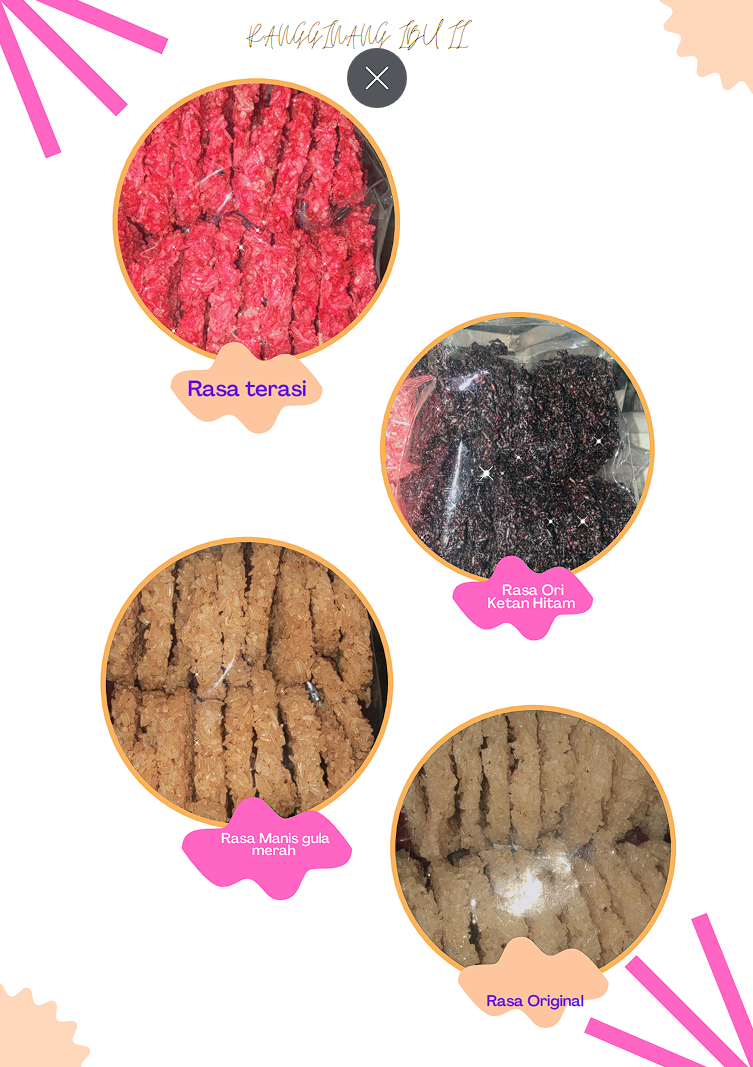 RANGGINANG IBU II
Rasa terasi
Rasa Ori
Ketan Hitam
Rasa Manis gula
merah
Rasa Original